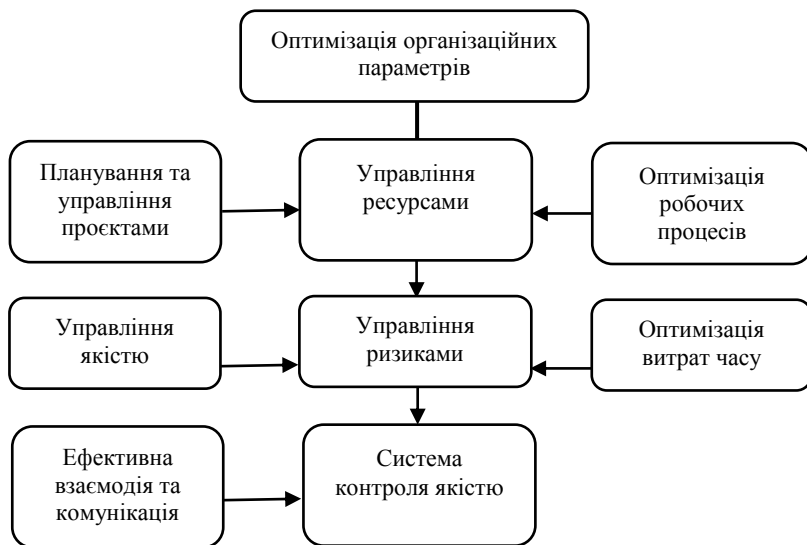 Оптимізація організаційних
параметрів
Планування та
управління
проєктами
Управління
ресурсами
Оптимізація
робочих
процесів
Управління
якістю
Управління
ризиками
Оптимізація
витрат часу
Ефективна
взаємодія та
комунікація
Система
контроля якістю